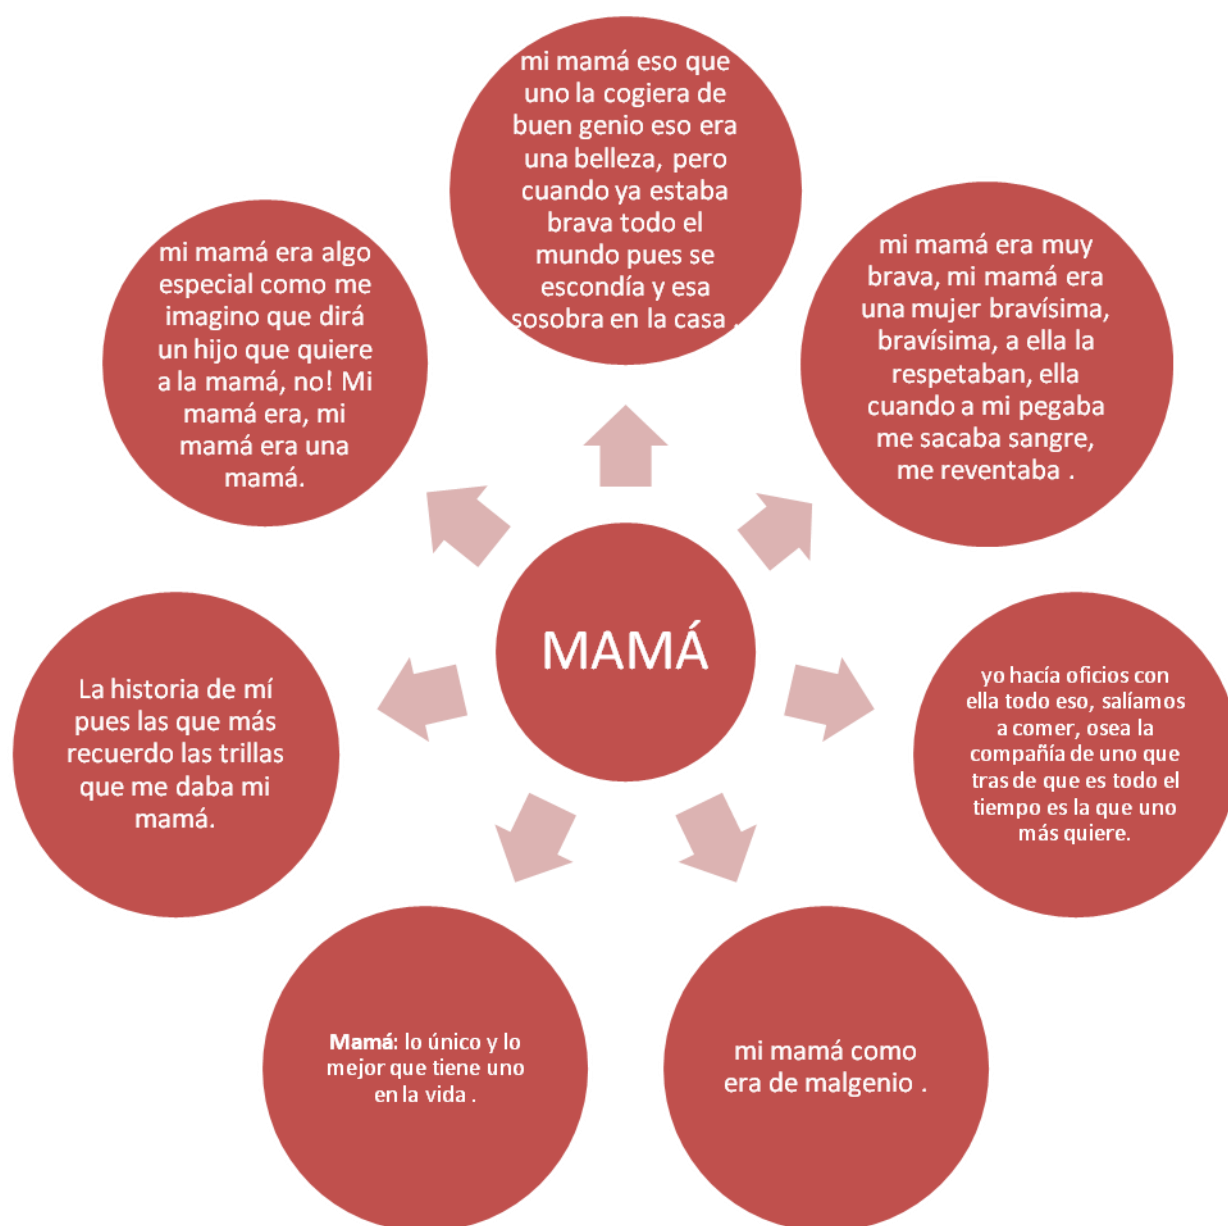 mi mamá eso que
uno la cogiera de
buen genio eso era
una belleza, pero
cuando ya estaba
brava todo el
mundo pues se
escondía y esa
sosobra en la casa .
mi mamá era muy
brava, mi mamá era
una mujer bravísima,
bravísima, a ella la
respetaban, ella
cuando a mi pegaba
me sacaba sangre,
me reventaba .
yo hacía oficios con
ella todo eso, salíamos
a comer, osea la
compañía de uno que
tras de que es todo el
tiempo es la que uno
más quiere.
mi mamá como
era de malgenio .
Mamá: lo único y lo
mejor que tiene uno
en la vida .
La historia de mí
pues las que más
recuerdo las trillas
que me daba mi
mamá.
mi mamá era algo
especial como me
imagino que dirá
un hijo que quiere
a la mamá, no! Mi
mamá era, mi
mamá era una
mamá.
MAMÁ